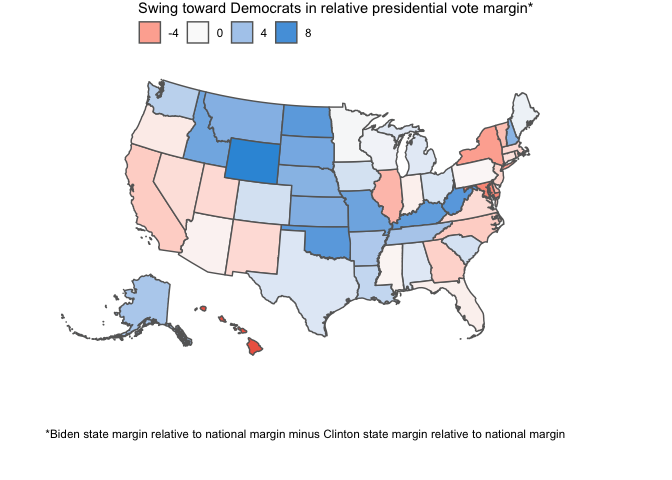 Swing toward Democrats in relative presidential vote margin*
-4 0 4 8
*Biden state margin relative to national margin minus Clinton state margin relative to national margin